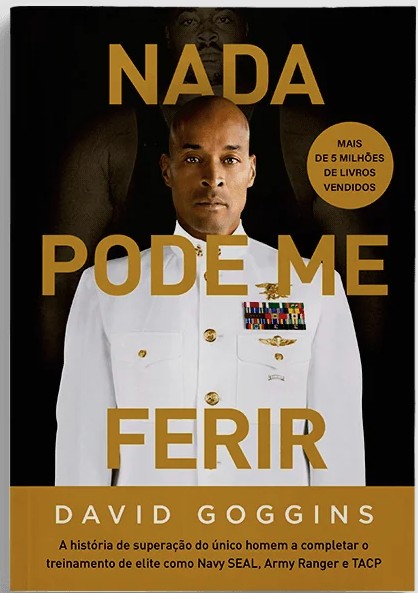 NADA
MAIS
DE 5 MILHÕES
DE LIVROS
VENDIDOS
PODE ME
FERIR
DAVID GOGGINS
A história de superação do único homem a completar o
treinamento de elite como Navy SEAL, Army Ranger e TACP